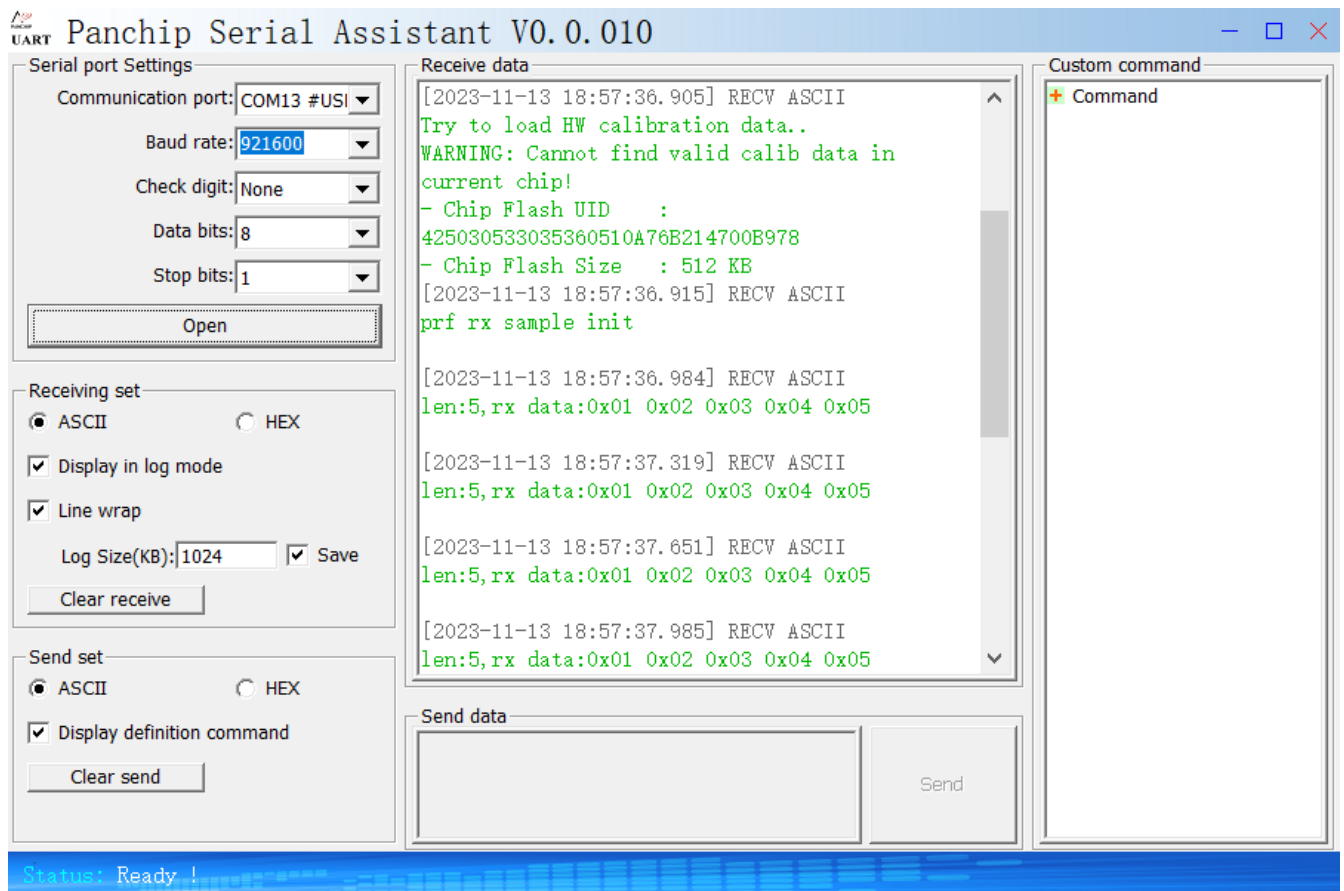 PANCHIP
UART Panchip Serial Assistant V0.0.010
Serial port Settings
Communication port: COM13 #USI
Baud rate: 921600
Check digit: None
Data bits: 8
Stop bits: 1
Open
Receiving set
ASCII HEX
Display in log mode
Line wrap
Log Size(KB): 1024 Save
Clear receive
Send set
ASCII HEX
Display definition command
Clear send
Receive data
[2023-11-13 18:57:36.905] RECV ASCII
Try to load HW calibration data..
WARNING: Cannot find valid calib data in
current chip!
- Chip Flash UID :
425030533035360510A76B214700B978
- Chip Flash Size : 512 KB
[2023-11-13 18:57:36.915] RECV ASCII
prf rx sample init
[2023-11-13 18:57:36.984] RECV ASCII
len:5,rx data:0x01 0x02 0x03 0x04 0x05
[2023-11-13 18:57:37.319] RECV ASCII
len:5,rx data:0x01 0x02 0x03 0x04 0x05
[2023-11-13 18:57:37.651] RECV ASCII
len:5,rx data:0x01 0x02 0x03 0x04 0x05
[2023-11-13 18:57:37.985] RECV ASCII
len:5,rx data:0x01 0x02 0x03 0x04 0x05
Send data
Send
Custom command
Command
Status: Ready !